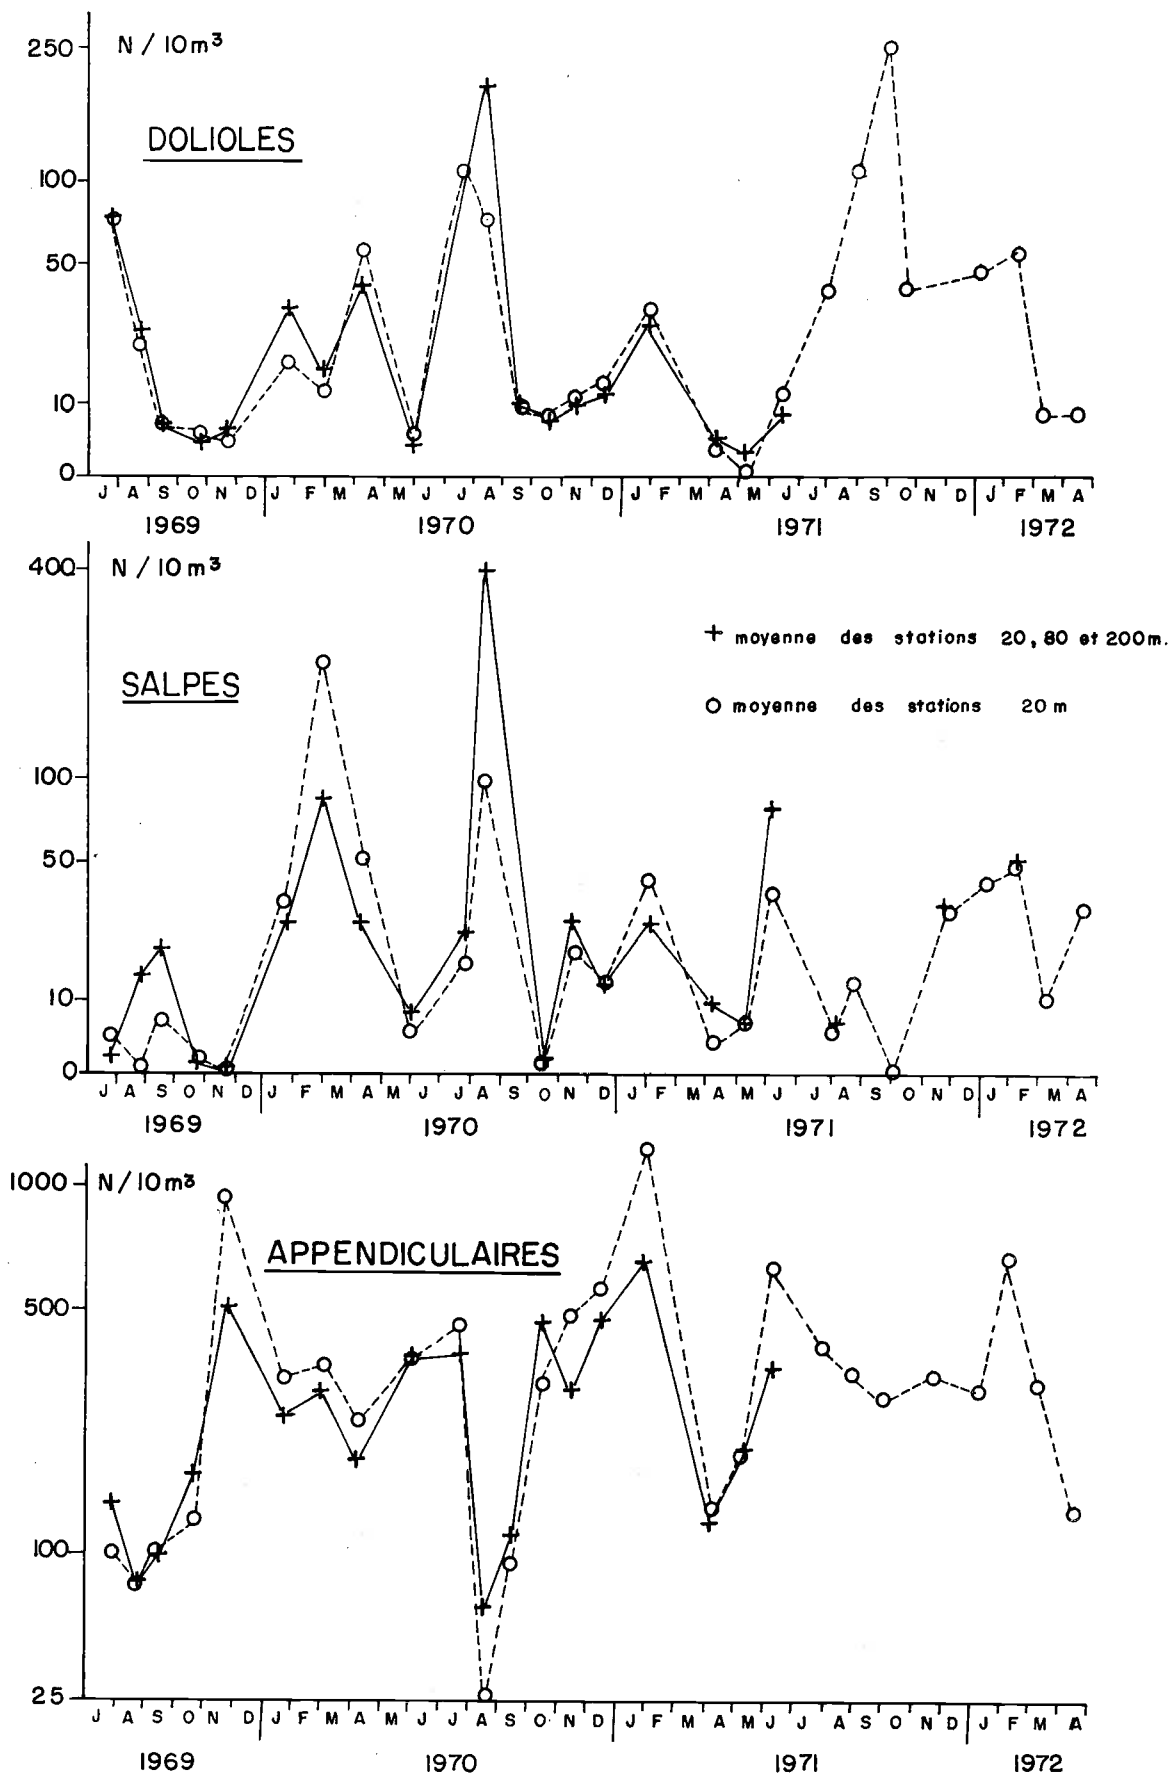 250 N / 10m³
DOLIOLES
100
50
10
0
J A S O N D J F M A M J J A S O N D J F M A M J J A S O N D J F M A
1969 1970 1971 1972
400 N / 10m³
+ moyenne des stations 20, 80 et 200m.
SALPES
O moyenne des stations 20 m
100
50
10
0
J A S O N D J F M A M J J A S O N D J F M A M J J A S O N D J F M A
1969 1970 1971 1972
1000 N / 10m³
APPENDICULAIRES
500
100
25
J A S O N D J F M A M J J A S O N D J F M A M J J A S O N D J F M A
1969 1970 1971 1972